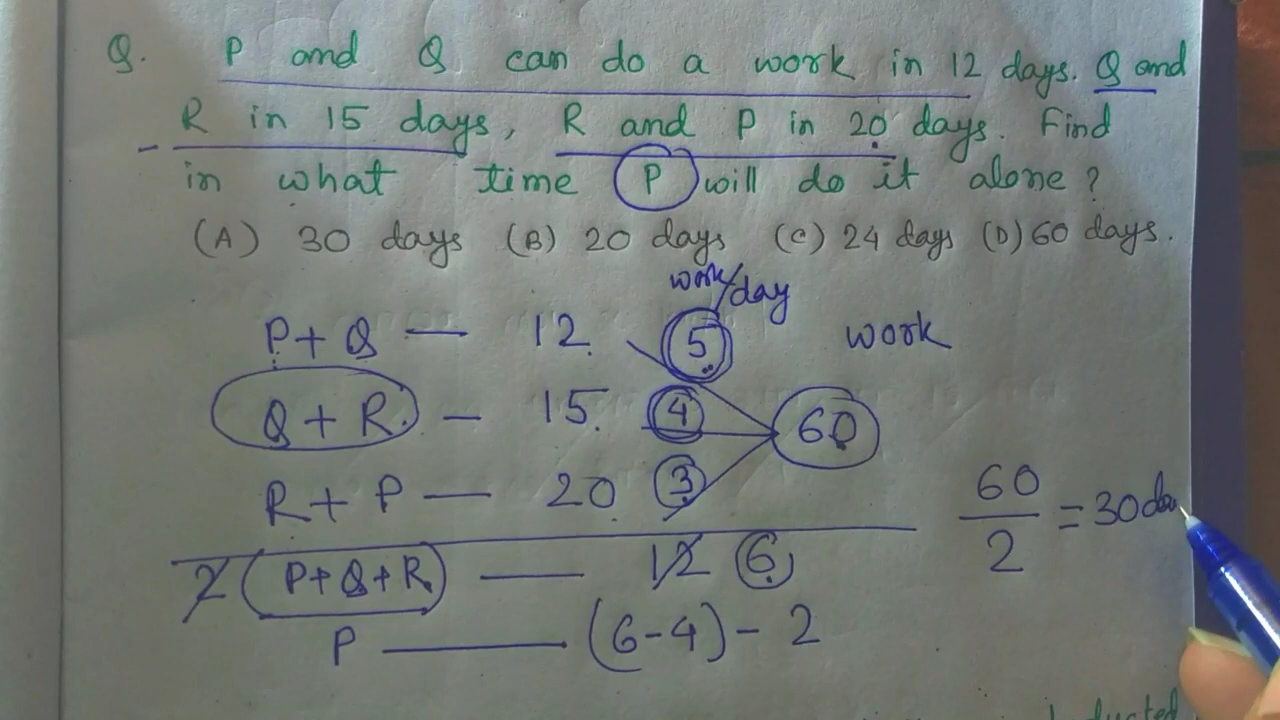 Q. P and Q can do a work in 12 days. Q and
R in 15 days, R and P in 20 days. Find
in what time P will do it alone ?
(A) 30 days (B) 20 days (C) 24 days (D) 60 days.
work/day
P+Q — 12 5 work
Q+R. — 15 4 60
R+P — 20 3
60/2 = 30
2(P+Q+R) — 12 6
P — (6-4) - 2